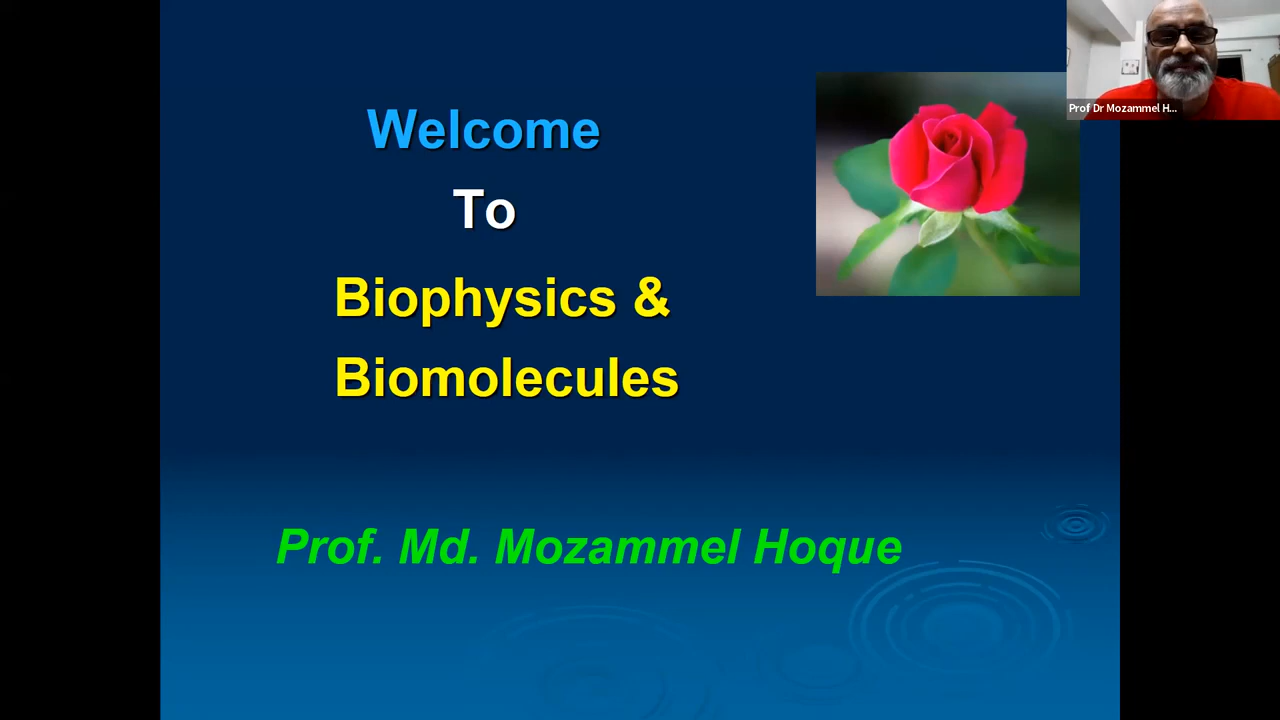 Welcome
To
Biophysics &
Biomolecules
Prof. Md. Mozammel Hoque
Prof Dr Mozammel H...